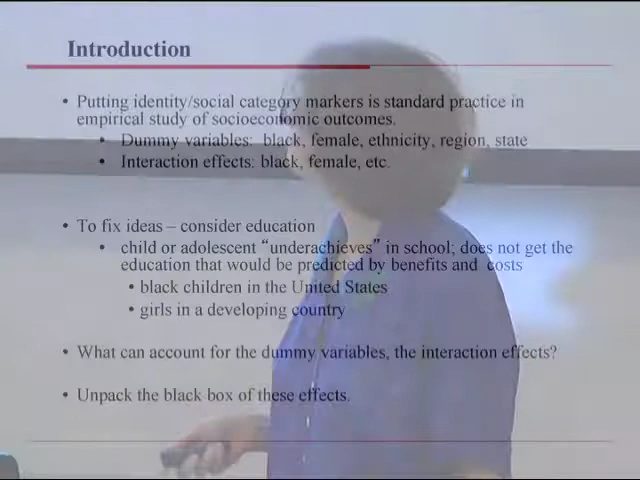 Introduction
• Putting identity/social category markers is standard practice in
empirical study of socioeconomic outcomes.
• Dummy variables: black, female, ethnicity, region, state
• Interaction effects: black, female, etc.
• To fix ideas – consider education
• child or adolescent “underachieves” in school; does not get the
education that would be predicted by benefits and costs
• black children in the United States
• girls in a developing country
• What can account for the dummy variables, the interaction effects?
• Unpack the black box of these effects.